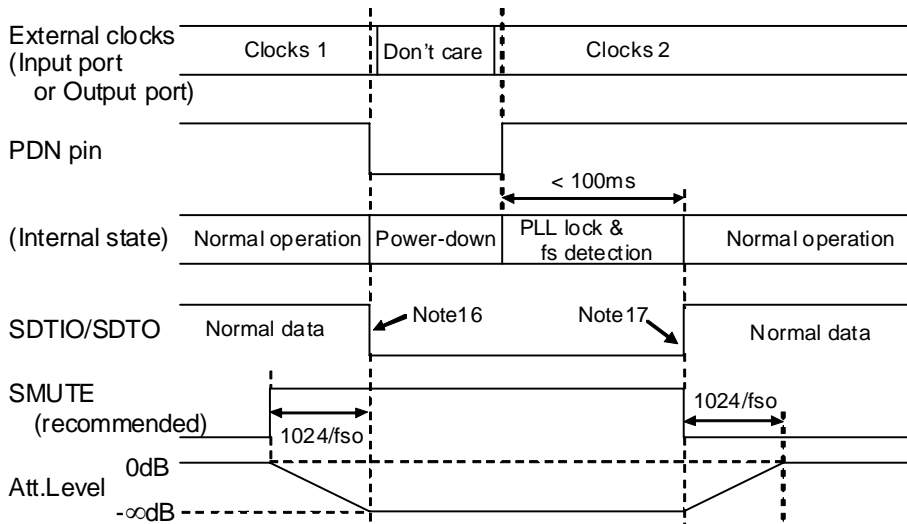 External clocks
(Input port
or Output port)
Clocks 1
Don't care
Clocks 2
PDN pin
< 100ms
(Internal state)
Normal operation
Power-down
PLL lock &
fs detection
Normal operation
SDTIO/SDTO
Normal data
Note16
Note17
Normal data
SMUTE
(recommended)
1024/fso
1024/fso
Att.Level
0dB
-∞dB